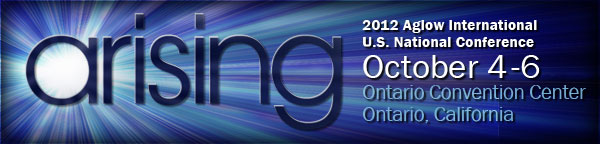 arising
2012 Aglow International
U.S. National Conference
October 4-6
Ontario Convention Center
Ontario, California